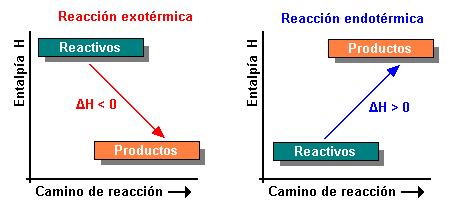 Reacción exotérmica
Entalpía H
Reactivos
ΔH < 0
Productos
Camino de reacción
Reacción endotérmica
Entalpía H
Productos
ΔH > 0
Reactivos
Camino de reacción